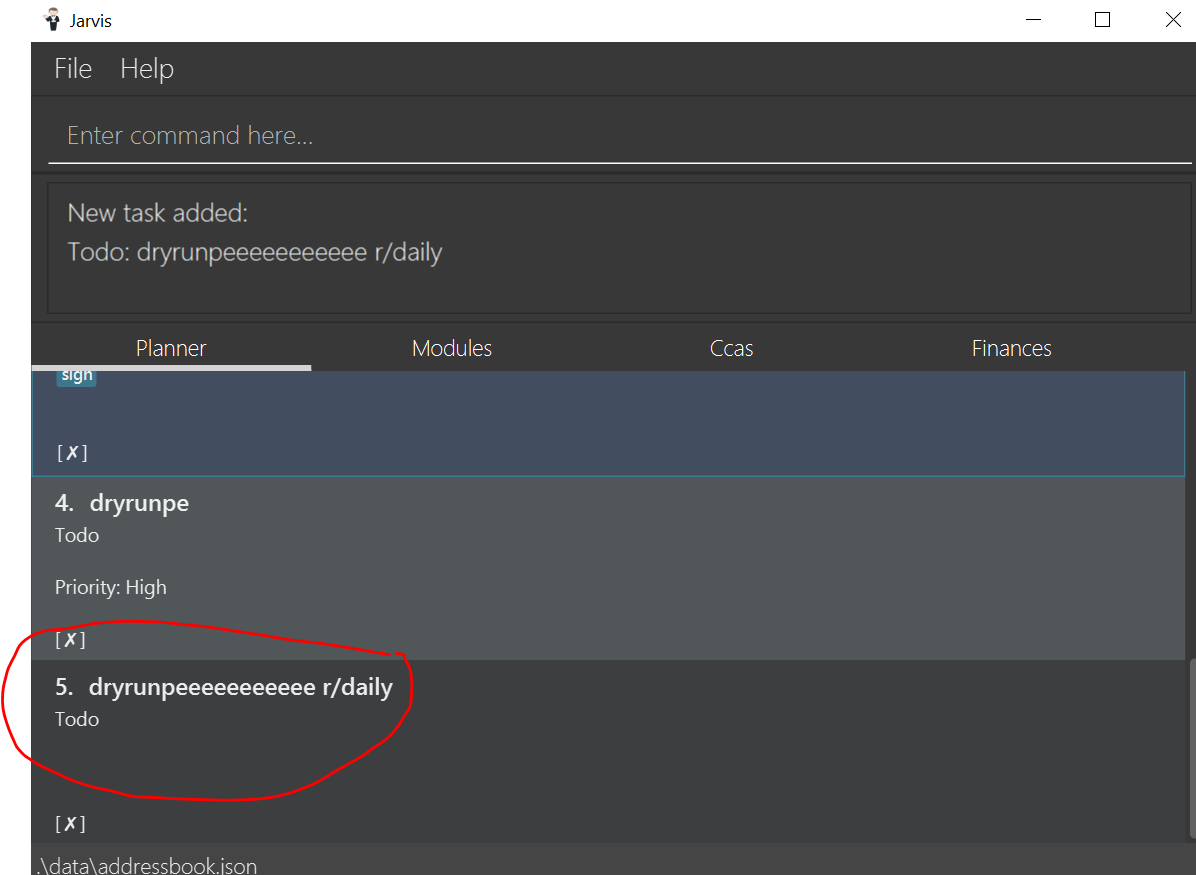 Jarvis
File Help
Enter command here...
New task added:
Todo: dryrunpeeeeeeeeeee r/daily
Planner Modules Ccas Finances
sigh
[✗]
4. dryrunpe
Todo
Priority: High
[✗]
5. dryrunpeeeeeeeeeee r/daily
Todo
[✗]
.\data\addressbook.json